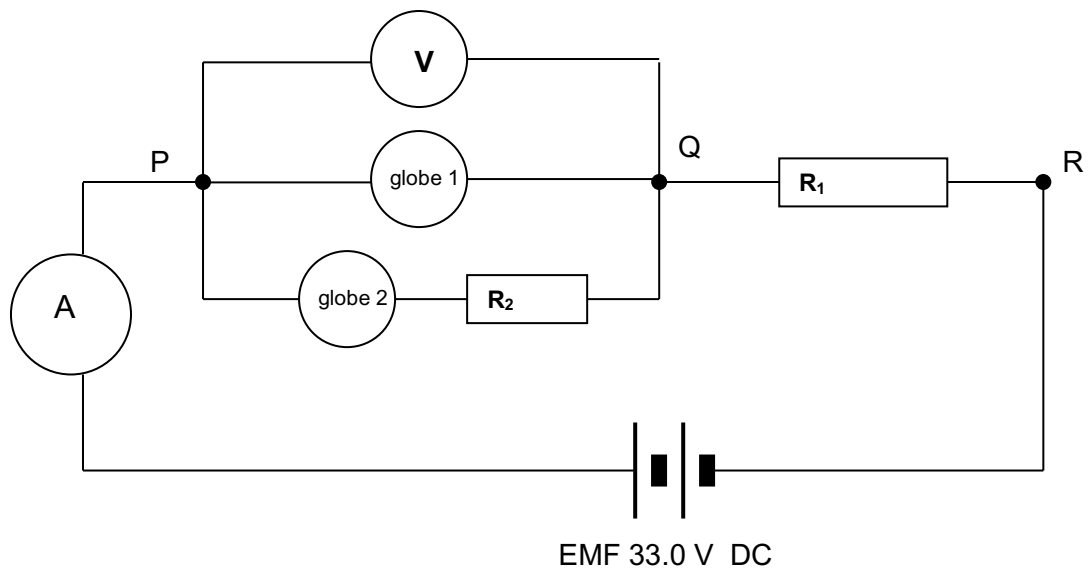 V
P
globe 1
Q
R₁
R
A
globe 2
R₂
EMF 33.0 V DC